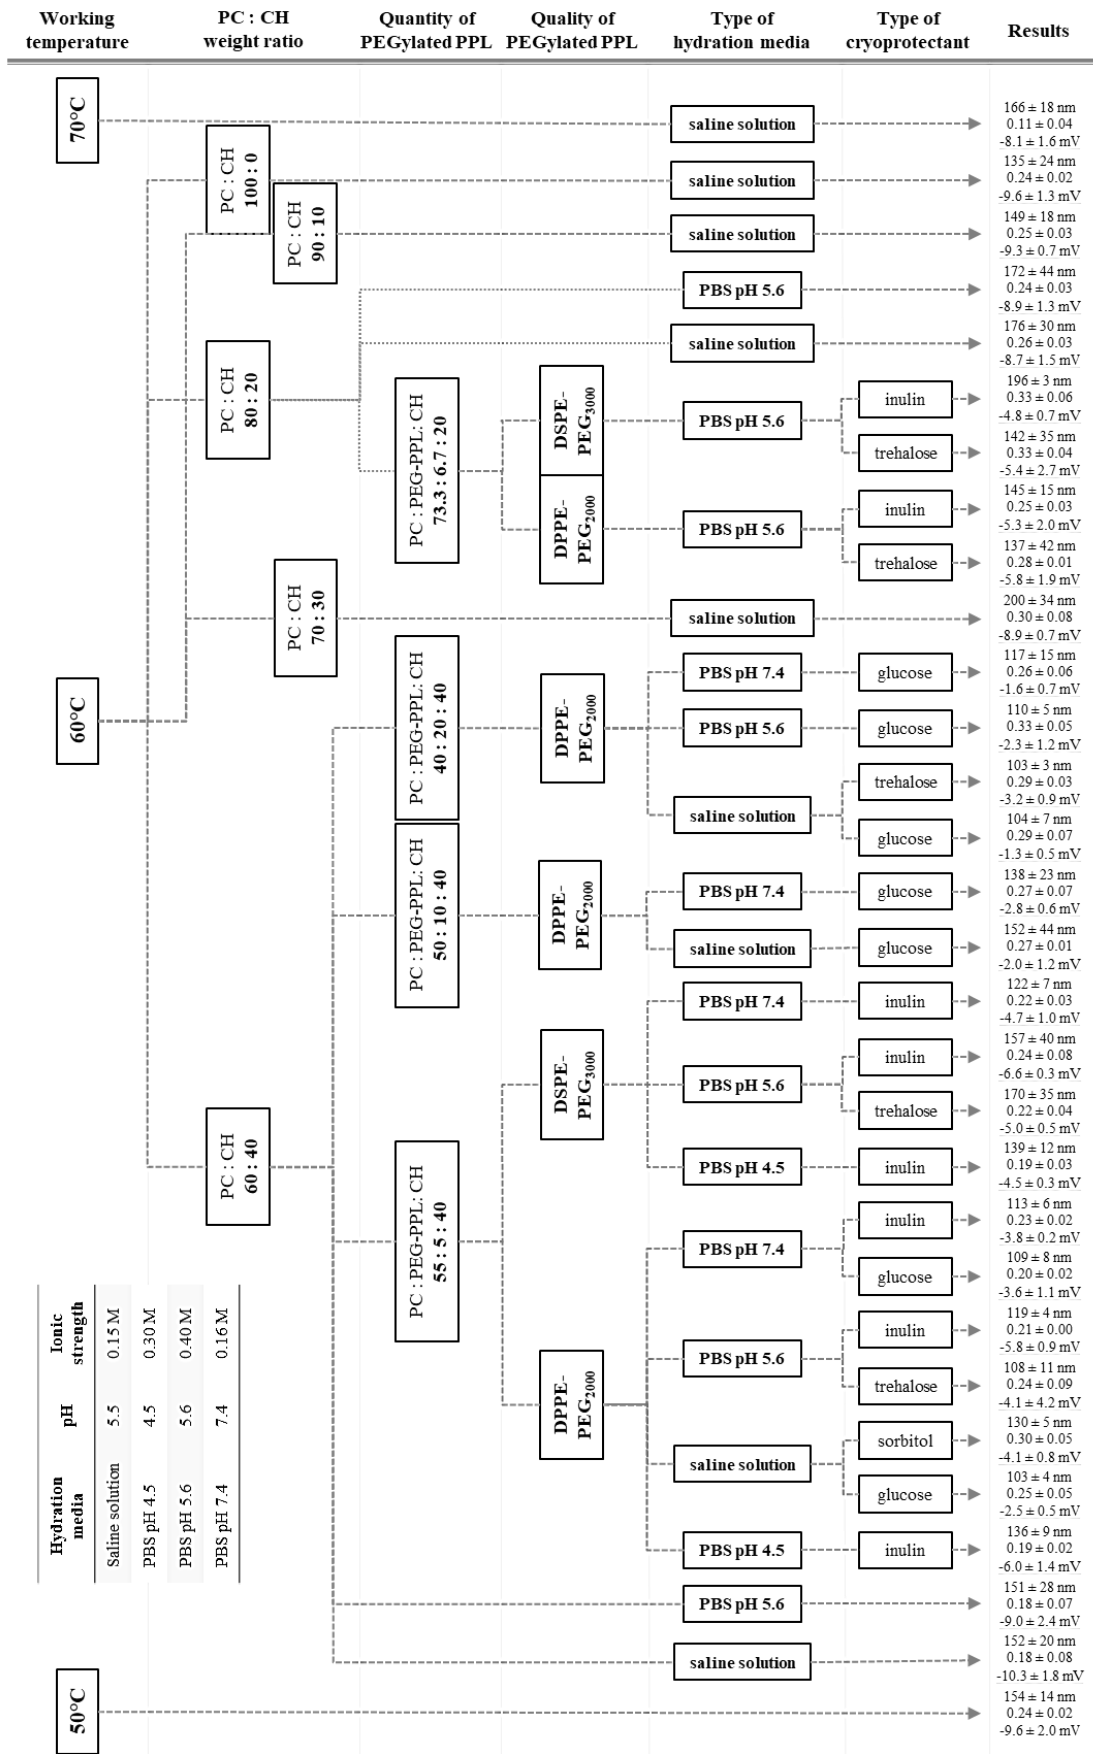 Working temperature
PC : CH weight ratio
Quantity of PEGylated PPL
Quality of PEGylated PPL
Type of hydration media
Type of cryoprotectant
Results
70°C
saline solution
166 ± 18 nm
0.11 ± 0.04
-8.1 ± 1.6 mV
60°C
PC : CH
100 : 0
saline solution
135 ± 24 nm
0.24 ± 0.02
-9.6 ± 1.3 mV
PC : CH
90 : 10
saline solution
149 ± 18 nm
0.25 ± 0.03
-9.3 ± 0.7 mV
PC : CH
80 : 20
PBS pH 5.6
172 ± 44 nm
0.24 ± 0.03
-8.9 ± 1.3 mV
saline solution
176 ± 30 nm
0.26 ± 0.03
-8.7 ± 1.5 mV
PC : PEG-PPL: CH
73.3 : 6.7 : 20
DSPE-
PEG3000
PBS pH 5.6
inulin
196 ± 3 nm
0.33 ± 0.06
-4.8 ± 0.7 mV
trehalose
142 ± 35 nm
0.33 ± 0.04
-5.4 ± 2.7 mV
DPPE-
PEG2000
PBS pH 5.6
inulin
145 ± 15 nm
0.25 ± 0.03
-5.3 ± 2.0 mV
trehalose
137 ± 42 nm
0.28 ± 0.01
-5.8 ± 1.9 mV
PC : CH
70 : 30
saline solution
200 ± 34 nm
0.30 ± 0.08
-8.9 ± 0.7 mV
PC : CH
60 : 40
PC : PEG-PPL: CH
40 : 20 : 40
DPPE-
PEG2000
PBS pH 7.4
glucose
117 ± 15 nm
0.26 ± 0.06
-1.6 ± 0.7 mV
PBS pH 5.6
glucose
110 ± 5 nm
0.33 ± 0.05
-2.3 ± 1.2 mV
saline solution
trehalose
103 ± 3 nm
0.29 ± 0.03
-3.2 ± 0.9 mV
glucose
104 ± 7 nm
0.29 ± 0.07
-1.3 ± 0.5 mV
PC : PEG-PPL: CH
50 : 10 : 40
DPPE-
PEG2000
PBS pH 7.4
glucose
138 ± 23 nm
0.27 ± 0.07
-2.8 ± 0.6 mV
saline solution
glucose
152 ± 44 nm
0.27 ± 0.01
-2.0 ± 1.2 mV
PC : PEG-PPL: CH
55 : 5 : 40
DSPE-
PEG3000
PBS pH 7.4
inulin
122 ± 7 nm
0.22 ± 0.03
-4.7 ± 1.0 mV
PBS pH 5.6
inulin
157 ± 40 nm
0.24 ± 0.08
-6.6 ± 0.3 mV
trehalose
170 ± 35 nm
0.22 ± 0.04
-5.0 ± 0.5 mV
PBS pH 4.5
inulin
139 ± 12 nm
0.19 ± 0.03
-4.5 ± 0.3 mV
DPPE-
PEG2000
PBS pH 7.4
inulin
113 ± 6 nm
0.23 ± 0.02
-3.8 ± 0.2 mV
glucose
109 ± 8 nm
0.20 ± 0.02
-3.6 ± 1.1 mV
PBS pH 5.6
inulin
119 ± 4 nm
0.21 ± 0.00
-5.8 ± 0.9 mV
trehalose
108 ± 11 nm
0.24 ± 0.09
-4.1 ± 4.2 mV
saline solution
sorbitol
130 ± 5 nm
0.30 ± 0.05
-4.1 ± 0.8 mV
glucose
103 ± 4 nm
0.25 ± 0.05
-2.5 ± 0.5 mV
PBS pH 4.5
inulin
136 ± 9 nm
0.19 ± 0.02
-6.0 ± 1.4 mV
PBS pH 5.6
151 ± 28 nm
0.18 ± 0.07
-9.0 ± 2.4 mV
saline solution
152 ± 20 nm
0.18 ± 0.08
-10.3 ± 1.8 mV
50°C
154 ± 14 nm
0.24 ± 0.02
-9.6 ± 2.0 mV
Hydration media pH Ionic strength
Saline solution 5.5 0.15 M
PBS pH 4.5 4.5 0.30 M
PBS pH 5.6 5.6 0.40 M
PBS pH 7.4 7.4 0.16 M